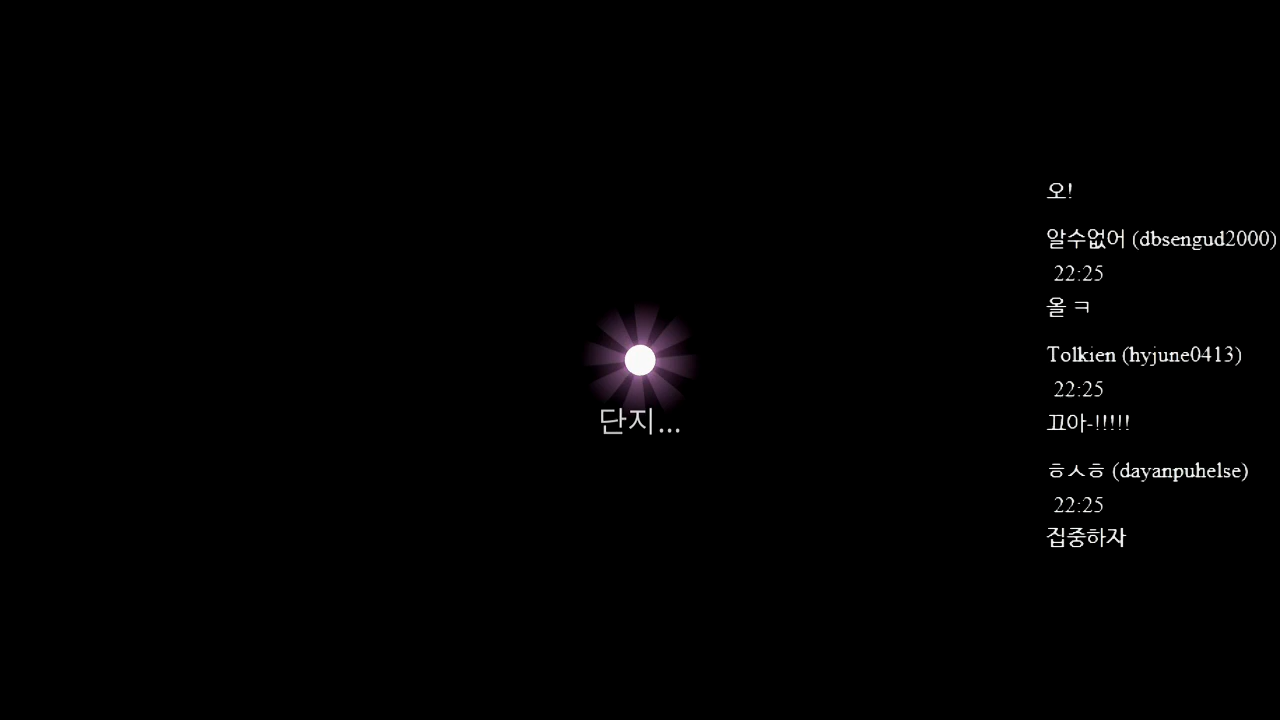 단지...
오!
알수없어 (dbsengud2000)
22:25
올 ㅋ
Tolkien (hyjune0413)
22:25
끄아-!!!!!
ㅎㅅㅎ (dayanpuhelse)
22:25
집중하자